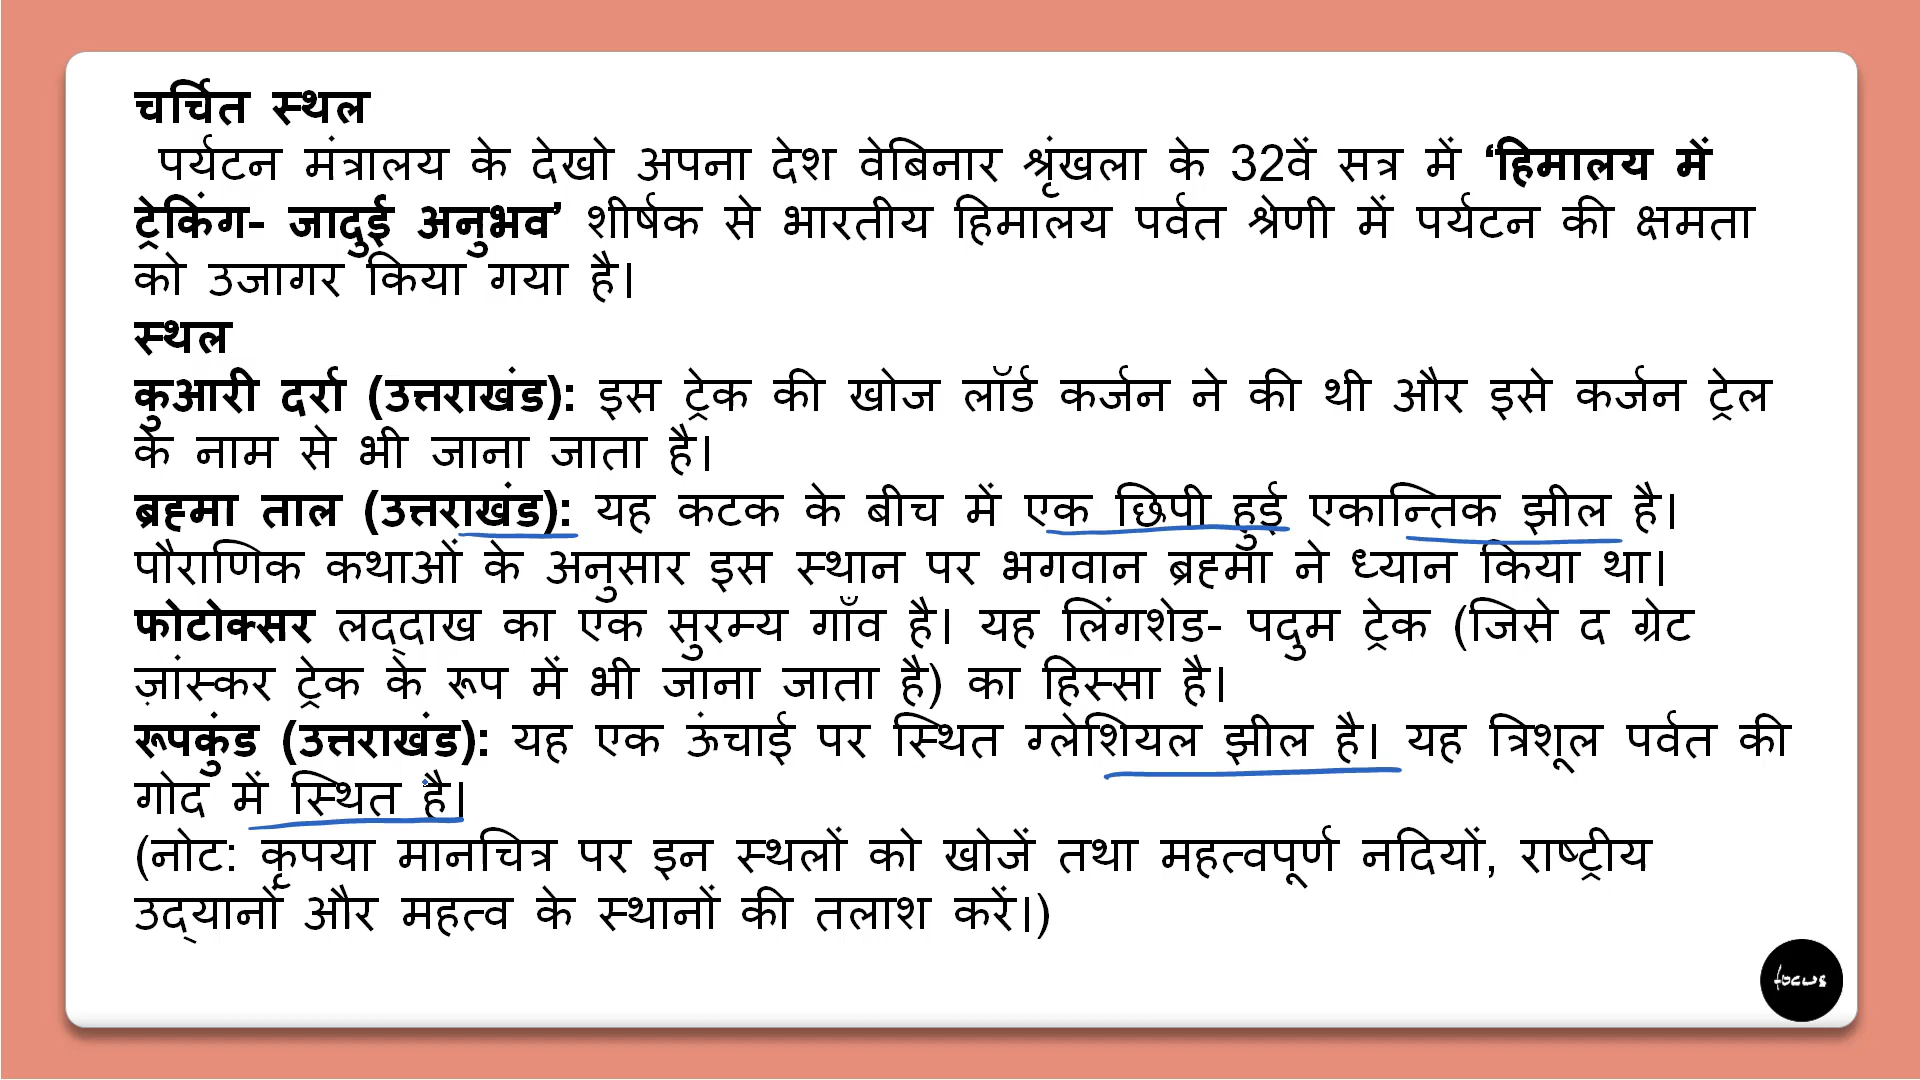 चर्चित स्थल
पर्यटन मंत्रालय के देखो अपना देश वेबिनार श्रृंखला के 32वें सत्र में ‘हिमालय में
ट्रेकिंग- जादुई अनुभव’ शीर्षक से भारतीय हिमालय पर्वत श्रेणी में पर्यटन की क्षमता
को उजागर किया गया है।
स्थल
कुआरी दर्रा (उत्तराखंड): इस ट्रेक की खोज लॉर्ड कर्जन ने की थी और इसे कर्जन ट्रेल
के नाम से भी जाना जाता है।
ब्रह्मा ताल (उत्तराखंड): यह कटक के बीच में एक छिपी हुई एकान्तिक झील है।
पौराणिक कथाओं के अनुसार इस स्थान पर भगवान ब्रह्मा ने ध्यान किया था।
फोटोक्सर लद्दाख का एक सुरम्य गाँव है। यह लिंगशेड- पदुम ट्रेक (जिसे द ग्रेट
ज़ांस्कर ट्रेक के रूप में भी जाना जाता है) का हिस्सा है।
रूपकुंड (उत्तराखंड): यह एक ऊंचाई पर स्थित ग्लेशियल झील है। यह त्रिशूल पर्वत की
गोद में स्थित है।
(नोट: कृपया मानचित्र पर इन स्थलों को खोजें तथा महत्वपूर्ण नदियों, राष्ट्रीय
उद्यानों और महत्व के स्थानों की तलाश करें।)
focus